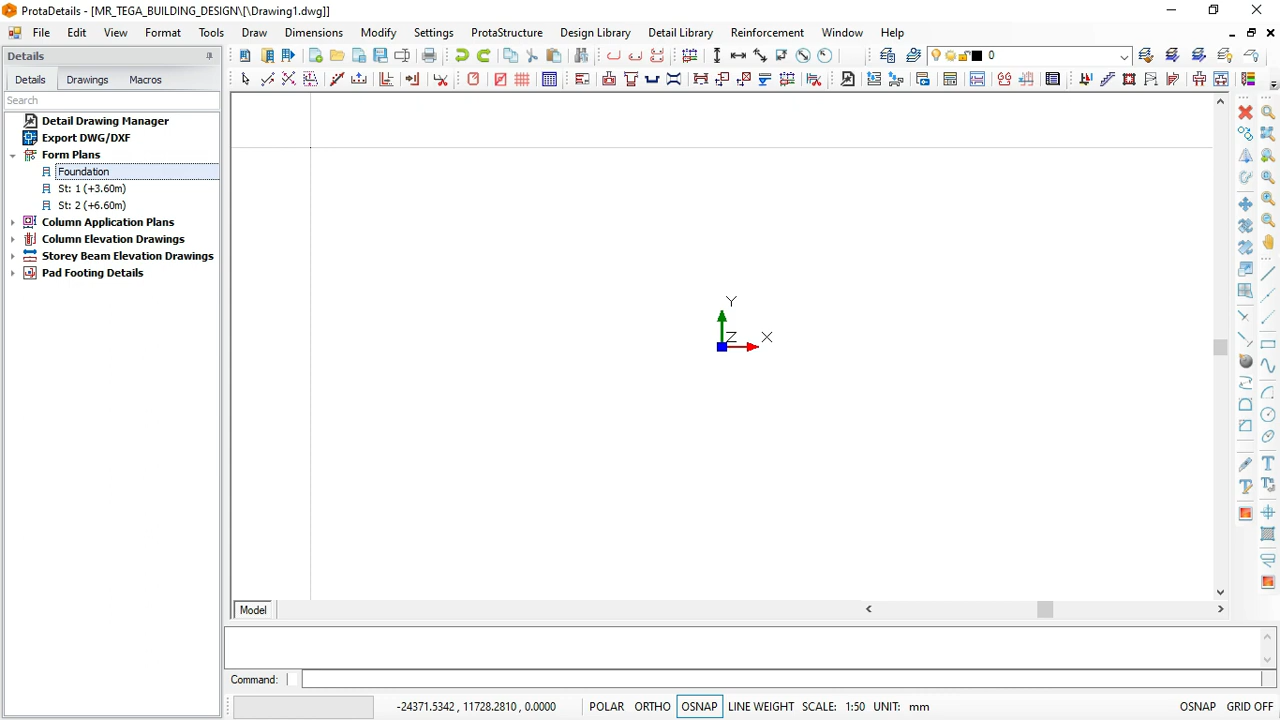 ProtaDetails - [MR_TEGA_BUILDING_DESIGN\[\Drawing1.dwg]]
File Edit View Format Tools Draw Dimensions Modify Settings ProtaStructure Design Library Detail Library Reinforcement Window Help
Details
0
Details Drawings Macros
Search
Detail Drawing Manager
Export DWG/DXF
Form Plans
Foundation
St: 1 (+3.60m)
St: 2 (+6.60m)
Column Application Plans
Column Elevation Drawings
Storey Beam Elevation Drawings
Pad Footing Details
Y
Z X
Model
Command:
-24371.5342 , 11728.2810 , 0.0000 POLAR ORTHO OSNAP LINE WEIGHT SCALE: 1:50 UNIT: mm OSNAP GRID OFF